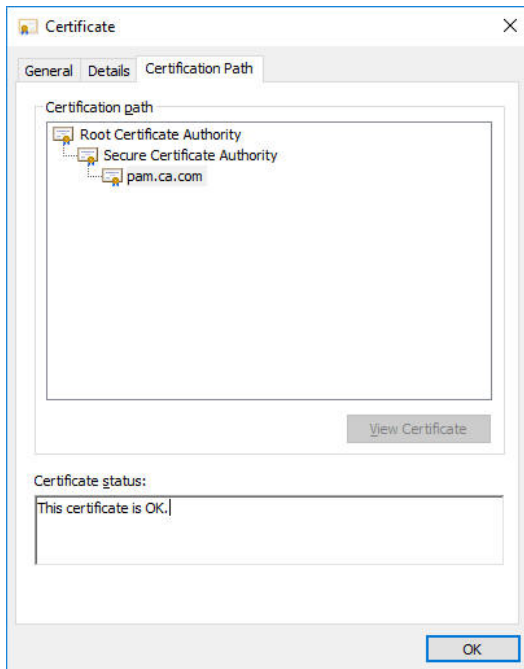 Certificate
General Details Certification Path
Certification path
Root Certificate Authority
Secure Certificate Authority
pam.ca.com
View Certificate
Certificate status:
This certificate is OK.
OK